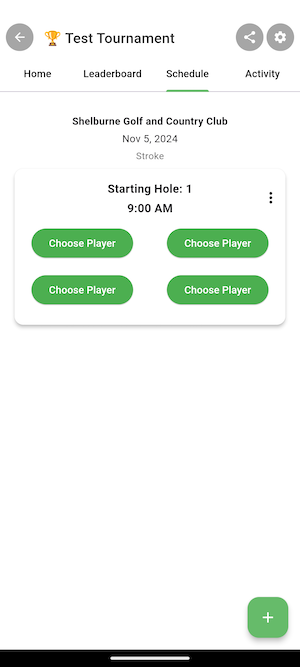 🏆 Test Tournament
Home Leaderboard Schedule Activity
Shelburne Golf and Country Club
Nov 5, 2024
Stroke
Starting Hole: 1
9:00 AM
Choose Player Choose Player
Choose Player Choose Player